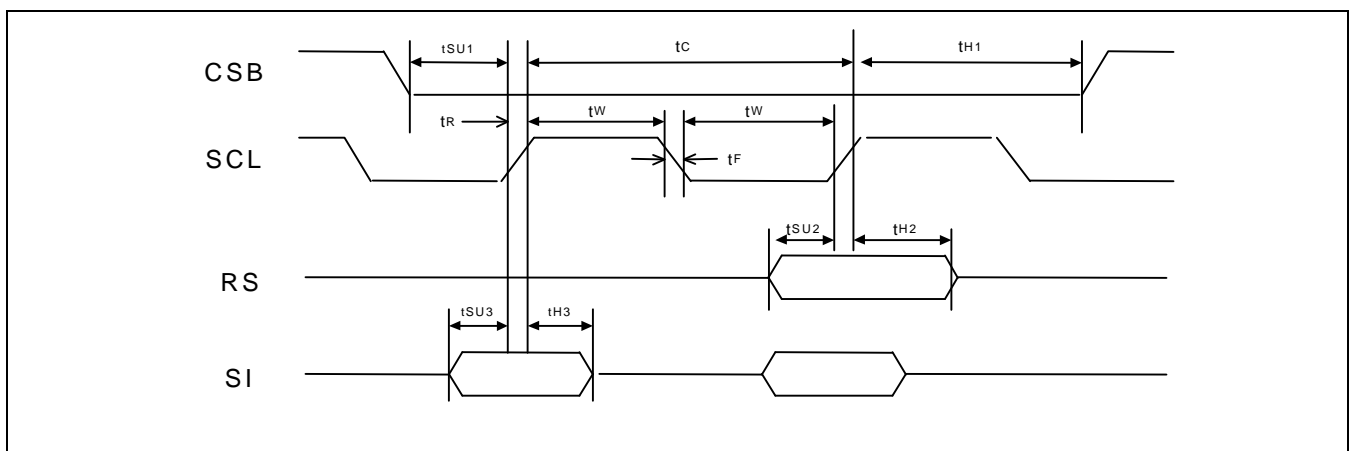 tSU1 tC tH1
CSB
tR tW tW
SCL
tF
tSU2 tH2
RS
tSU3 tH3
SI